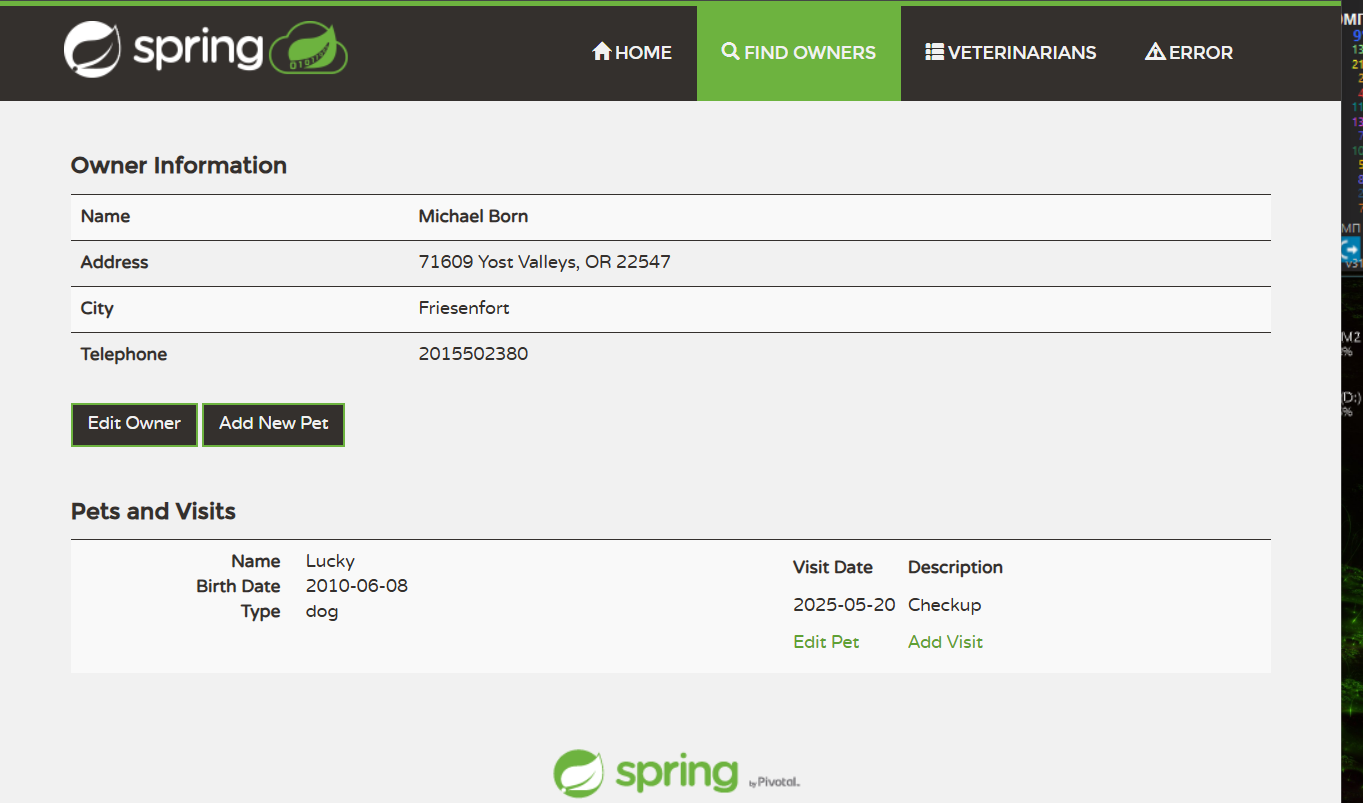 spring
HOME
FIND OWNERS
VETERINARIANS
ERROR
Owner Information
Name Michael Born
Address 71609 Yost Valleys, OR 22547
City Friesenfort
Telephone 2015502380
Edit Owner Add New Pet
Pets and Visits
Name Lucky
Birth Date 2010-06-08
Type dog
Visit Date Description
2025-05-20 Checkup
Edit Pet Add Visit
spring by Pivotal